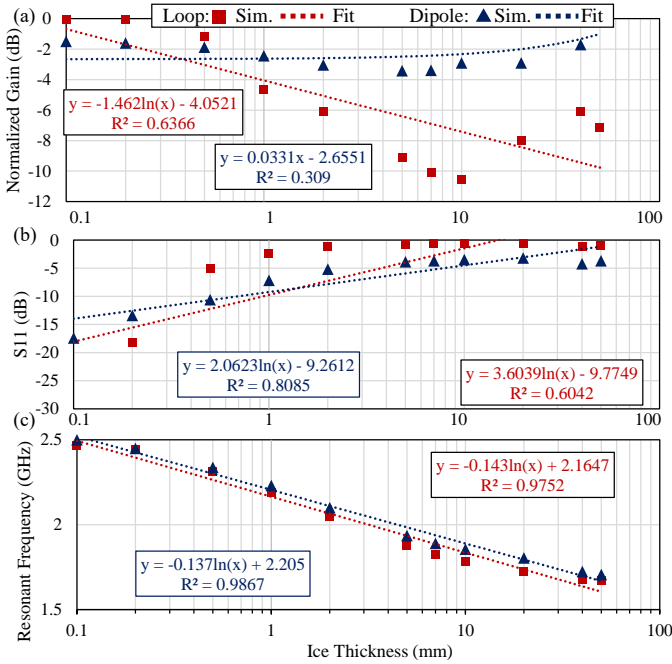 (a)
Loop: Sim. Fit Dipole: Sim. Fit
Normalized Gain (dB)
0
-2
-4
-6
-8
-10
-12
y = -1.462ln(x) - 4.0521
R² = 0.6366
y = 0.0331x - 2.6551
R² = 0.309
0.1 1 10 100
(b)
S11 (dB)
0
-5
-10
-15
-20
-25
-30
y = 2.0623ln(x) - 9.2612
R² = 0.8085
y = 3.6039ln(x) - 9.7749
R² = 0.6042
0.1 1 10 100
(c)
Resonant Frequency (GHz)
2.5
2
1.5
y = -0.143ln(x) + 2.1647
R² = 0.9752
y = -0.137ln(x) + 2.205
R² = 0.9867
0.1 1 10 100
Ice Thickness (mm)